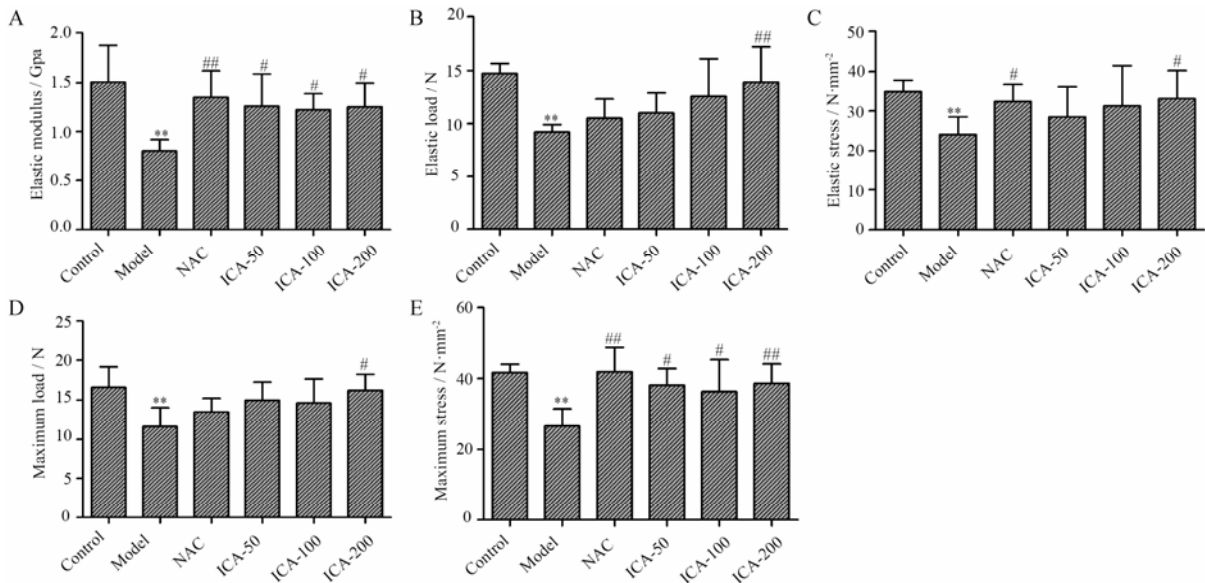 A
Elastic modulus / Gpa
2.0
1.5
1.0
0.5
0.0
**
##
#
#
#
Control
Model
NAC
ICA-50
ICA-100
ICA-200
B
Elastic load / N
20
15
10
5
0
**
##
Control
Model
NAC
ICA-50
ICA-100
ICA-200
C
Elastic stress / N·mm-2
50
40
30
20
10
0
**
#
#
Control
Model
NAC
ICA-50
ICA-100
ICA-200
D
Maximum load / N
25
20
15
10
5
0
**
#
Control
Model
NAC
ICA-50
ICA-100
ICA-200
E
Maximum stress / N·mm-2
60
40
20
0
**
##
#
#
##
Control
Model
NAC
ICA-50
ICA-100
ICA-200